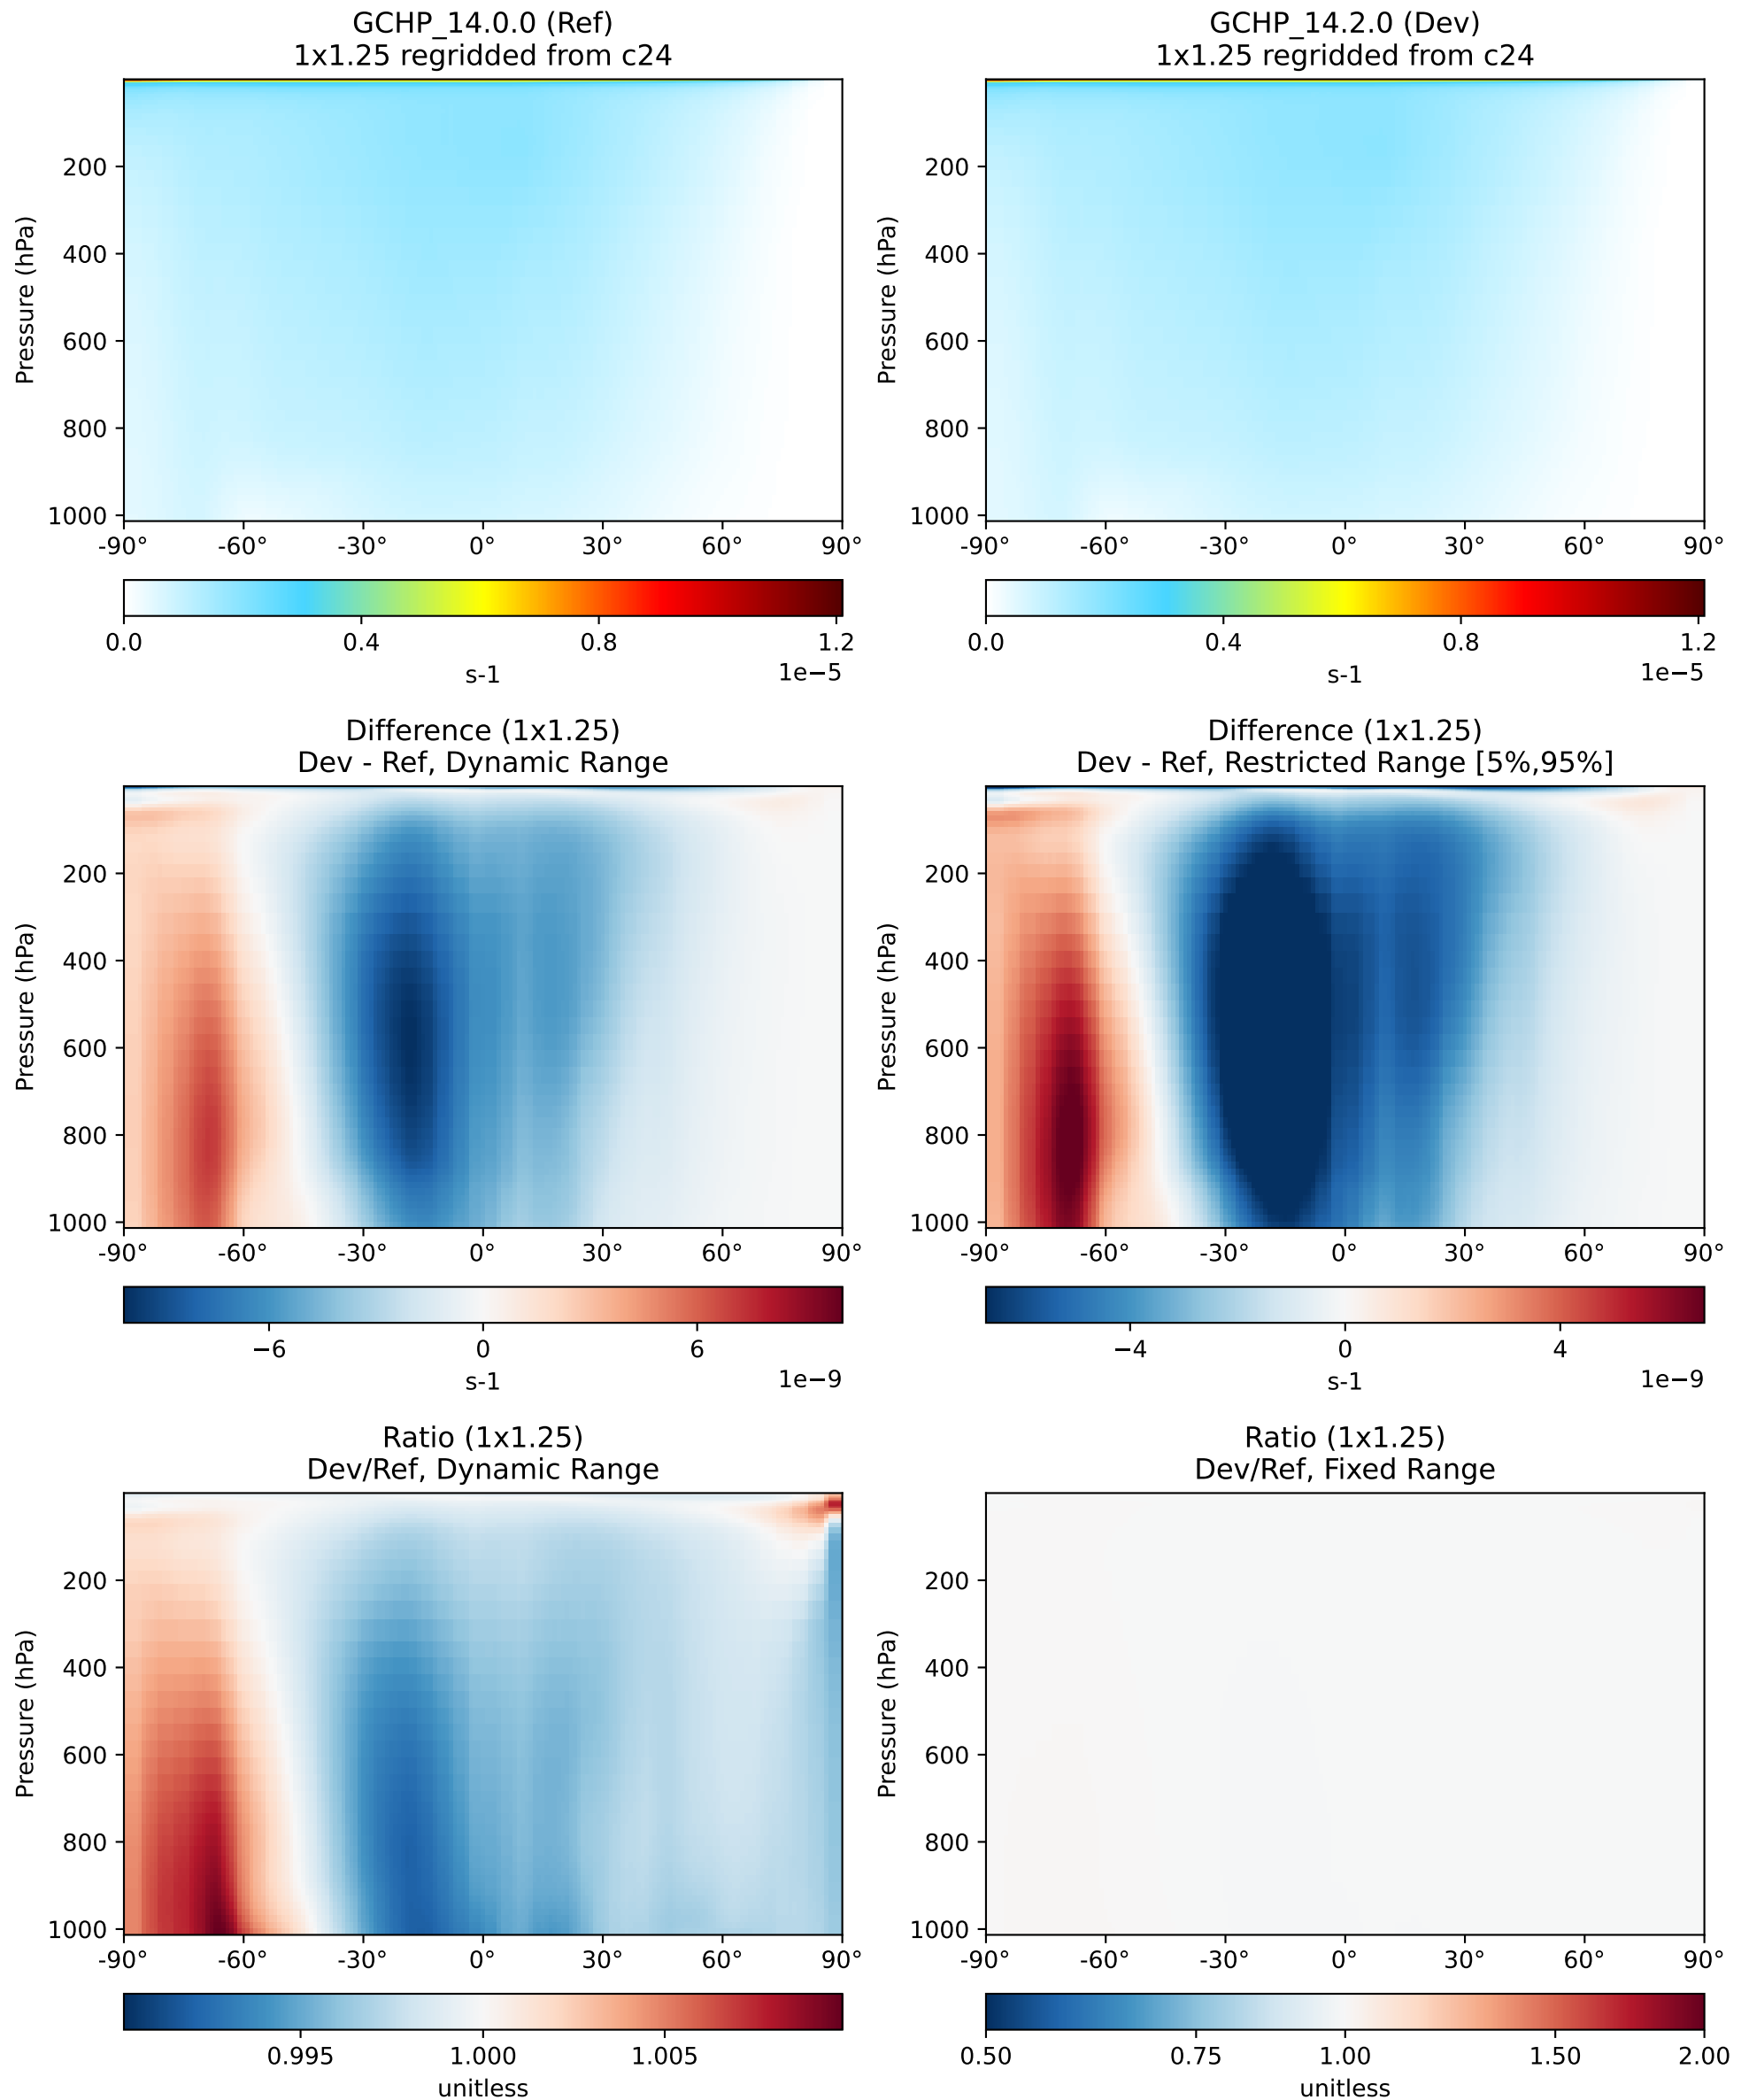 GCHP_14.0.0 (Ref)
1x1.25 regridded from c24
Pressure (hPa)
200
400
600
800
1000
-90° -60° -30° 0° 30° 60° 90°
0.0 0.4 0.8 1.2
s-1
1e−5
GCHP_14.2.0 (Dev)
1x1.25 regridded from c24
Pressure (hPa)
200
400
600
800
1000
-90° -60° -30° 0° 30° 60° 90°
0.0 0.4 0.8 1.2
s-1
1e−5
Difference (1x1.25)
Dev - Ref, Dynamic Range
Pressure (hPa)
200
400
600
800
1000
-90° -60° -30° 0° 30° 60° 90°
−6 0 6
s-1
1e−9
Difference (1x1.25)
Dev - Ref, Restricted Range [5%,95%]
Pressure (hPa)
200
400
600
800
1000
-90° -60° -30° 0° 30° 60° 90°
−4 0 4
s-1
1e−9
Ratio (1x1.25)
Dev/Ref, Dynamic Range
Pressure (hPa)
200
400
600
800
1000
-90° -60° -30° 0° 30° 60° 90°
0.995 1.000 1.005
unitless
Ratio (1x1.25)
Dev/Ref, Fixed Range
Pressure (hPa)
200
400
600
800
1000
-90° -60° -30° 0° 30° 60° 90°
0.50 0.75 1.00 1.50 2.00
unitless